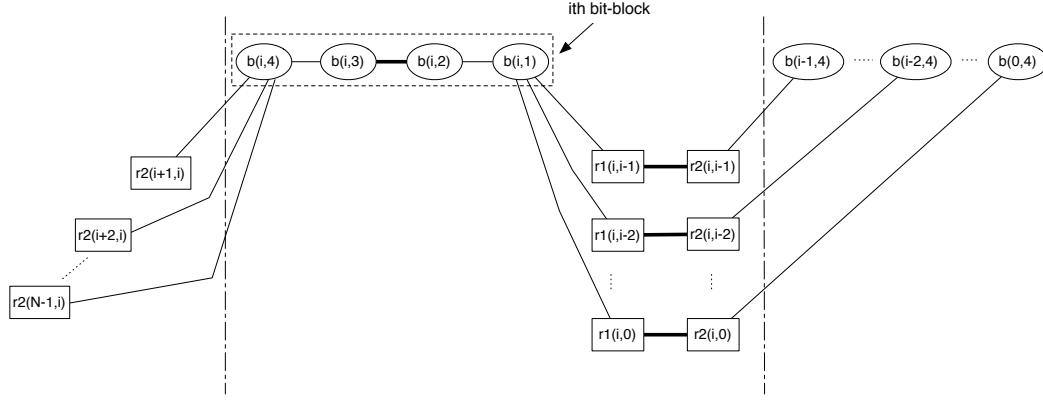 ith bit-block
b(i,4) b(i,3) b(i,2) b(i,1) b(i-1,4) b(i-2,4) b(0,4)
r2(i+1,i) r1(i,i-1) r2(i,i-1)
r2(i+2,i) r1(i,i-2) r2(i,i-2)
r2(N-1,i)
r1(i,0) r2(i,0)